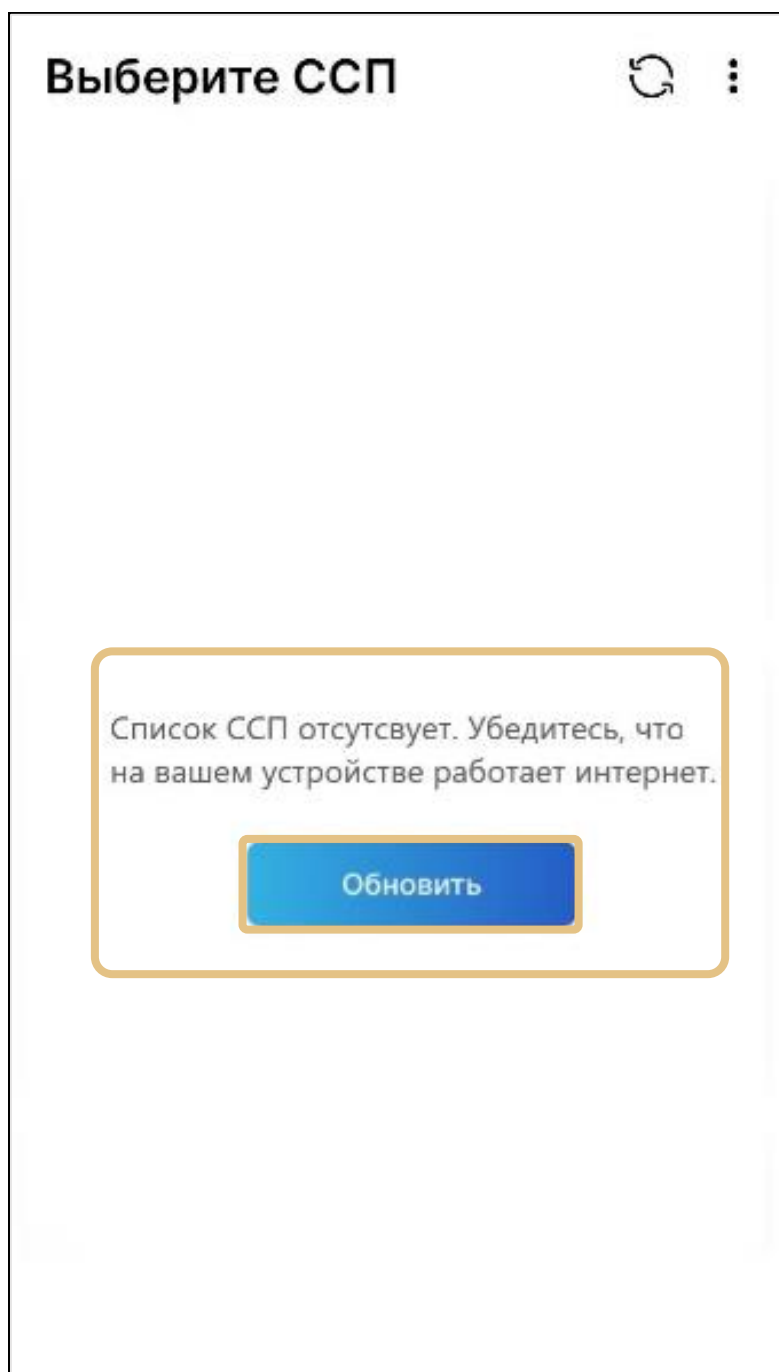 Выберите ССП
Список ССП отсутсвует. Убедитесь, что
на вашем устройстве работает интернет.
Обновить